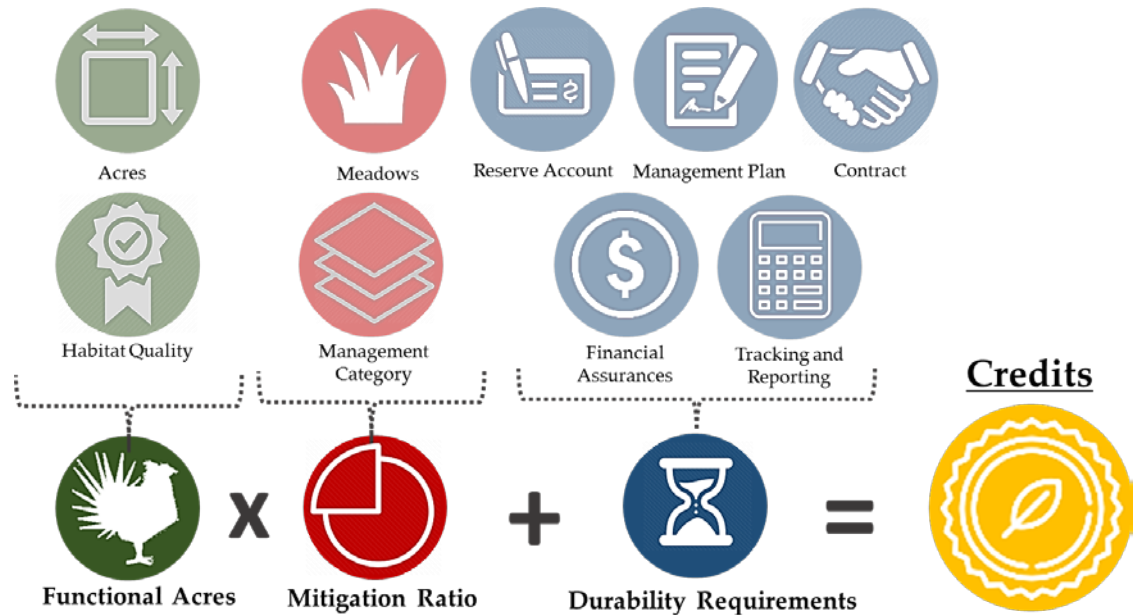 Acres
Meadows
Reserve Account
Management Plan
Contract
$
Habitat Quality
Management
Category
$
Financial
Assurances
Tracking and
Reporting
Credits
X
+
=
Functional Acres
Mitigation Ratio
Durability Requirements